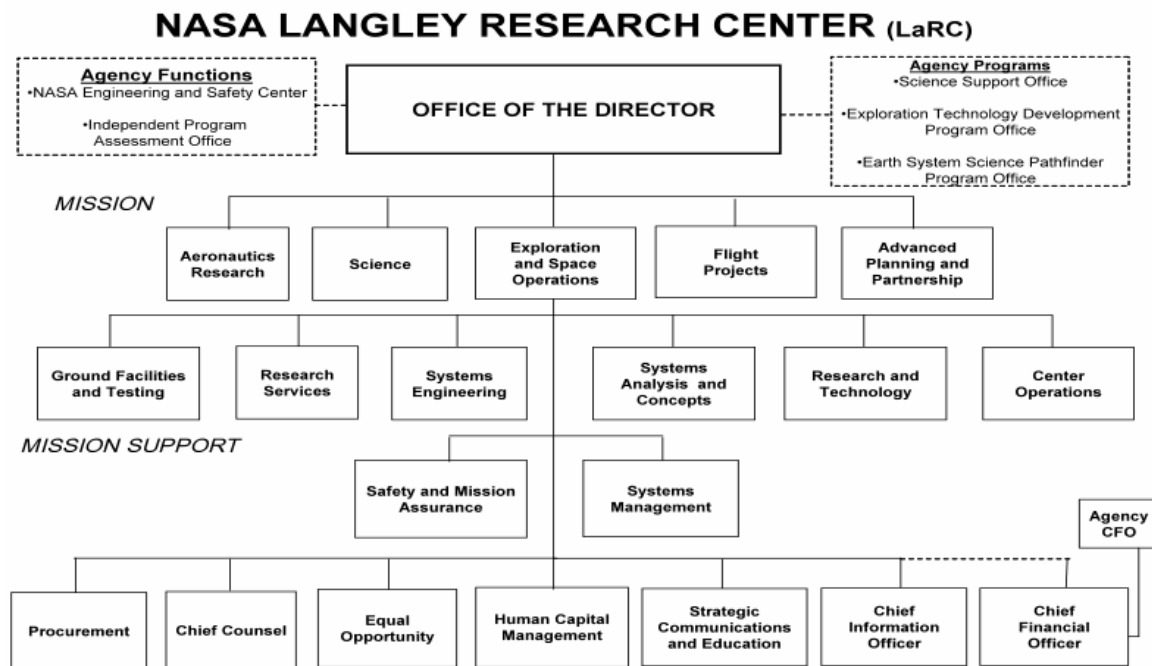 NASA LANGLEY RESEARCH CENTER (LaRC)
Agency Functions
•NASA Engineering and Safety Center
•Independent Program
Assessment Office
OFFICE OF THE DIRECTOR
Agency Programs
•Science Support Office
•Exploration Technology Development
Program Office
•Earth System Science Pathfinder
Program Office
MISSION
Aeronautics
Research
Science
Exploration
and Space
Operations
Flight
Projects
Advanced
Planning and
Partnership
Ground Facilities
and Testing
Research
Services
Systems
Engineering
Systems
Analysis and
Concepts
Research and
Technology
Center
Operations
MISSION SUPPORT
Safety and Mission
Assurance
Systems
Management
Agency
CFO
Procurement
Chief Counsel
Equal
Opportunity
Human Capital
Management
Strategic
Communications
and Education
Chief
Information
Officer
Chief
Financial
Officer